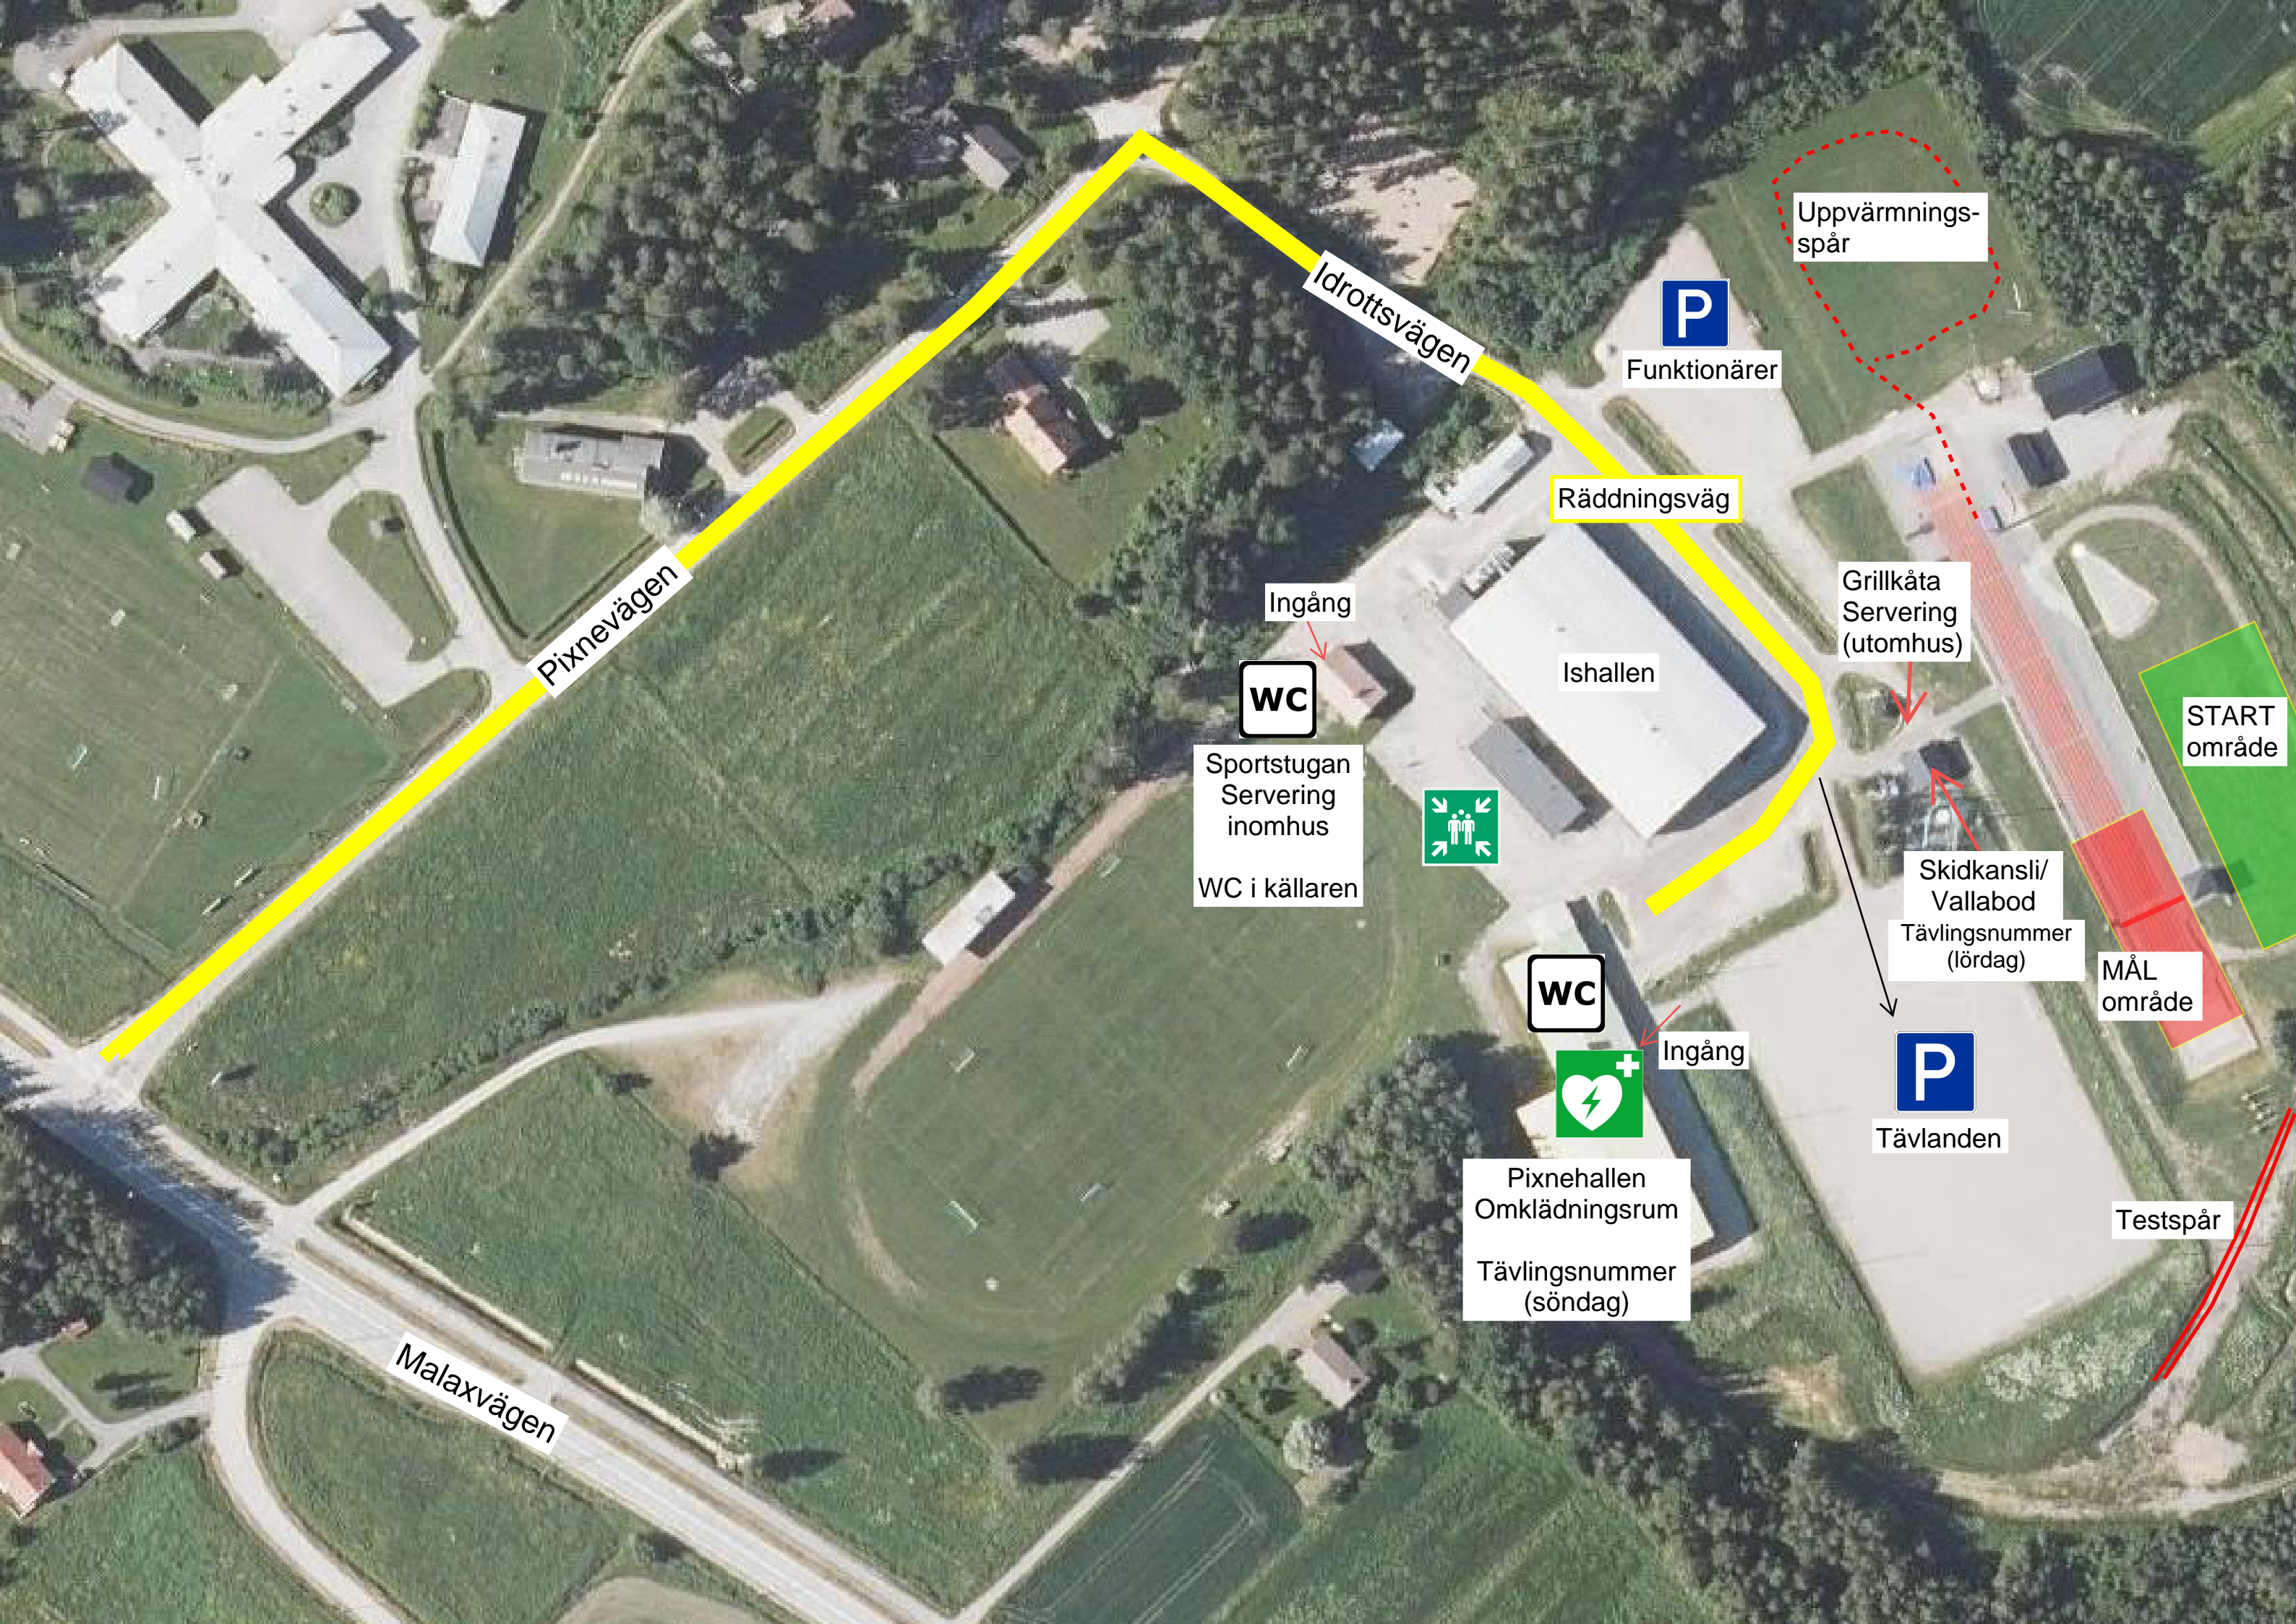 Uppvärmnings-
spår
Idrottsvägen
P
Funktionärer
Räddningsväg
Pixnevägen
Ingång
Grillkåta
Servering
(utomhus)
WC
Ishallen
START
område
Sportstugan
Servering
inomhus
WC i källaren
Skidkansli/
Vallabod
Tävlingsnummer
(lördag)
MÅL
område
WC
Ingång
P
Tävlanden
Pixnehallen
Omklädningsrum
Tävlingsnummer
(söndag)
Testspår
Malaxvägen